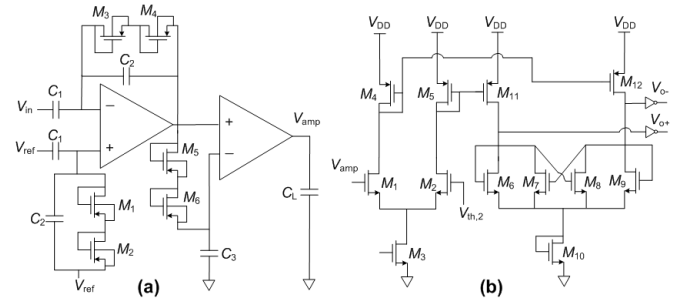 M3 M4
C2
C1
Vin
−
Vref
C1
+
+
−
Vamp
M5
M6
C2
M1
M2
CL
C3
Vref
(a)
VDD VDD VDD VDD
M4 M5 M11 M12
Vo-
Vo+
Vamp
M1 M2 M6 M7 M8 M9
Vth,2
M3
M10
(b)